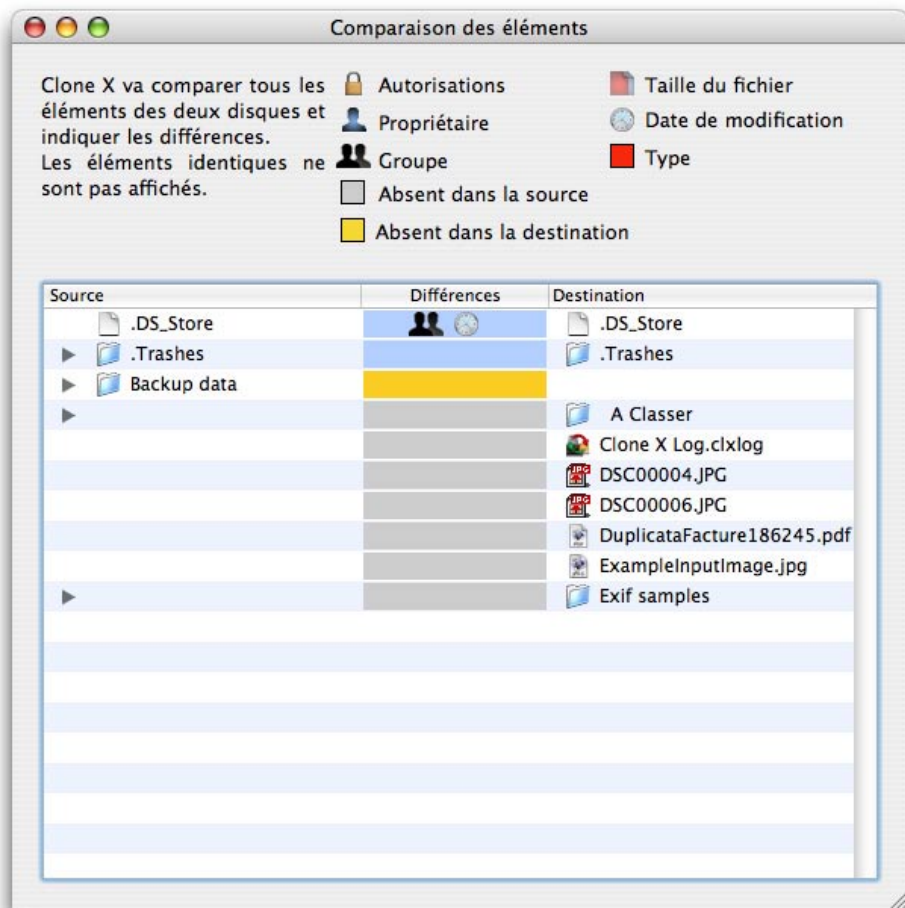 Comparaison des éléments
Clone X va comparer tous les
éléments des deux disques et
indiquer les différences.
Les éléments identiques ne
sont pas affichés.
Autorisations
Propriétaire
Groupe
Absent dans la source
Absent dans la destination
Taille du fichier
Date de modification
Type
Source Différences Destination
.DS_Store .DS_Store
.Trashes .Trashes
Backup data
A Classer
Clone X Log.clxlog
DSC00004.JPG
DSC00006.JPG
DuplicataFacture186245.pdf
ExampleInputImage.jpg
Exif samples